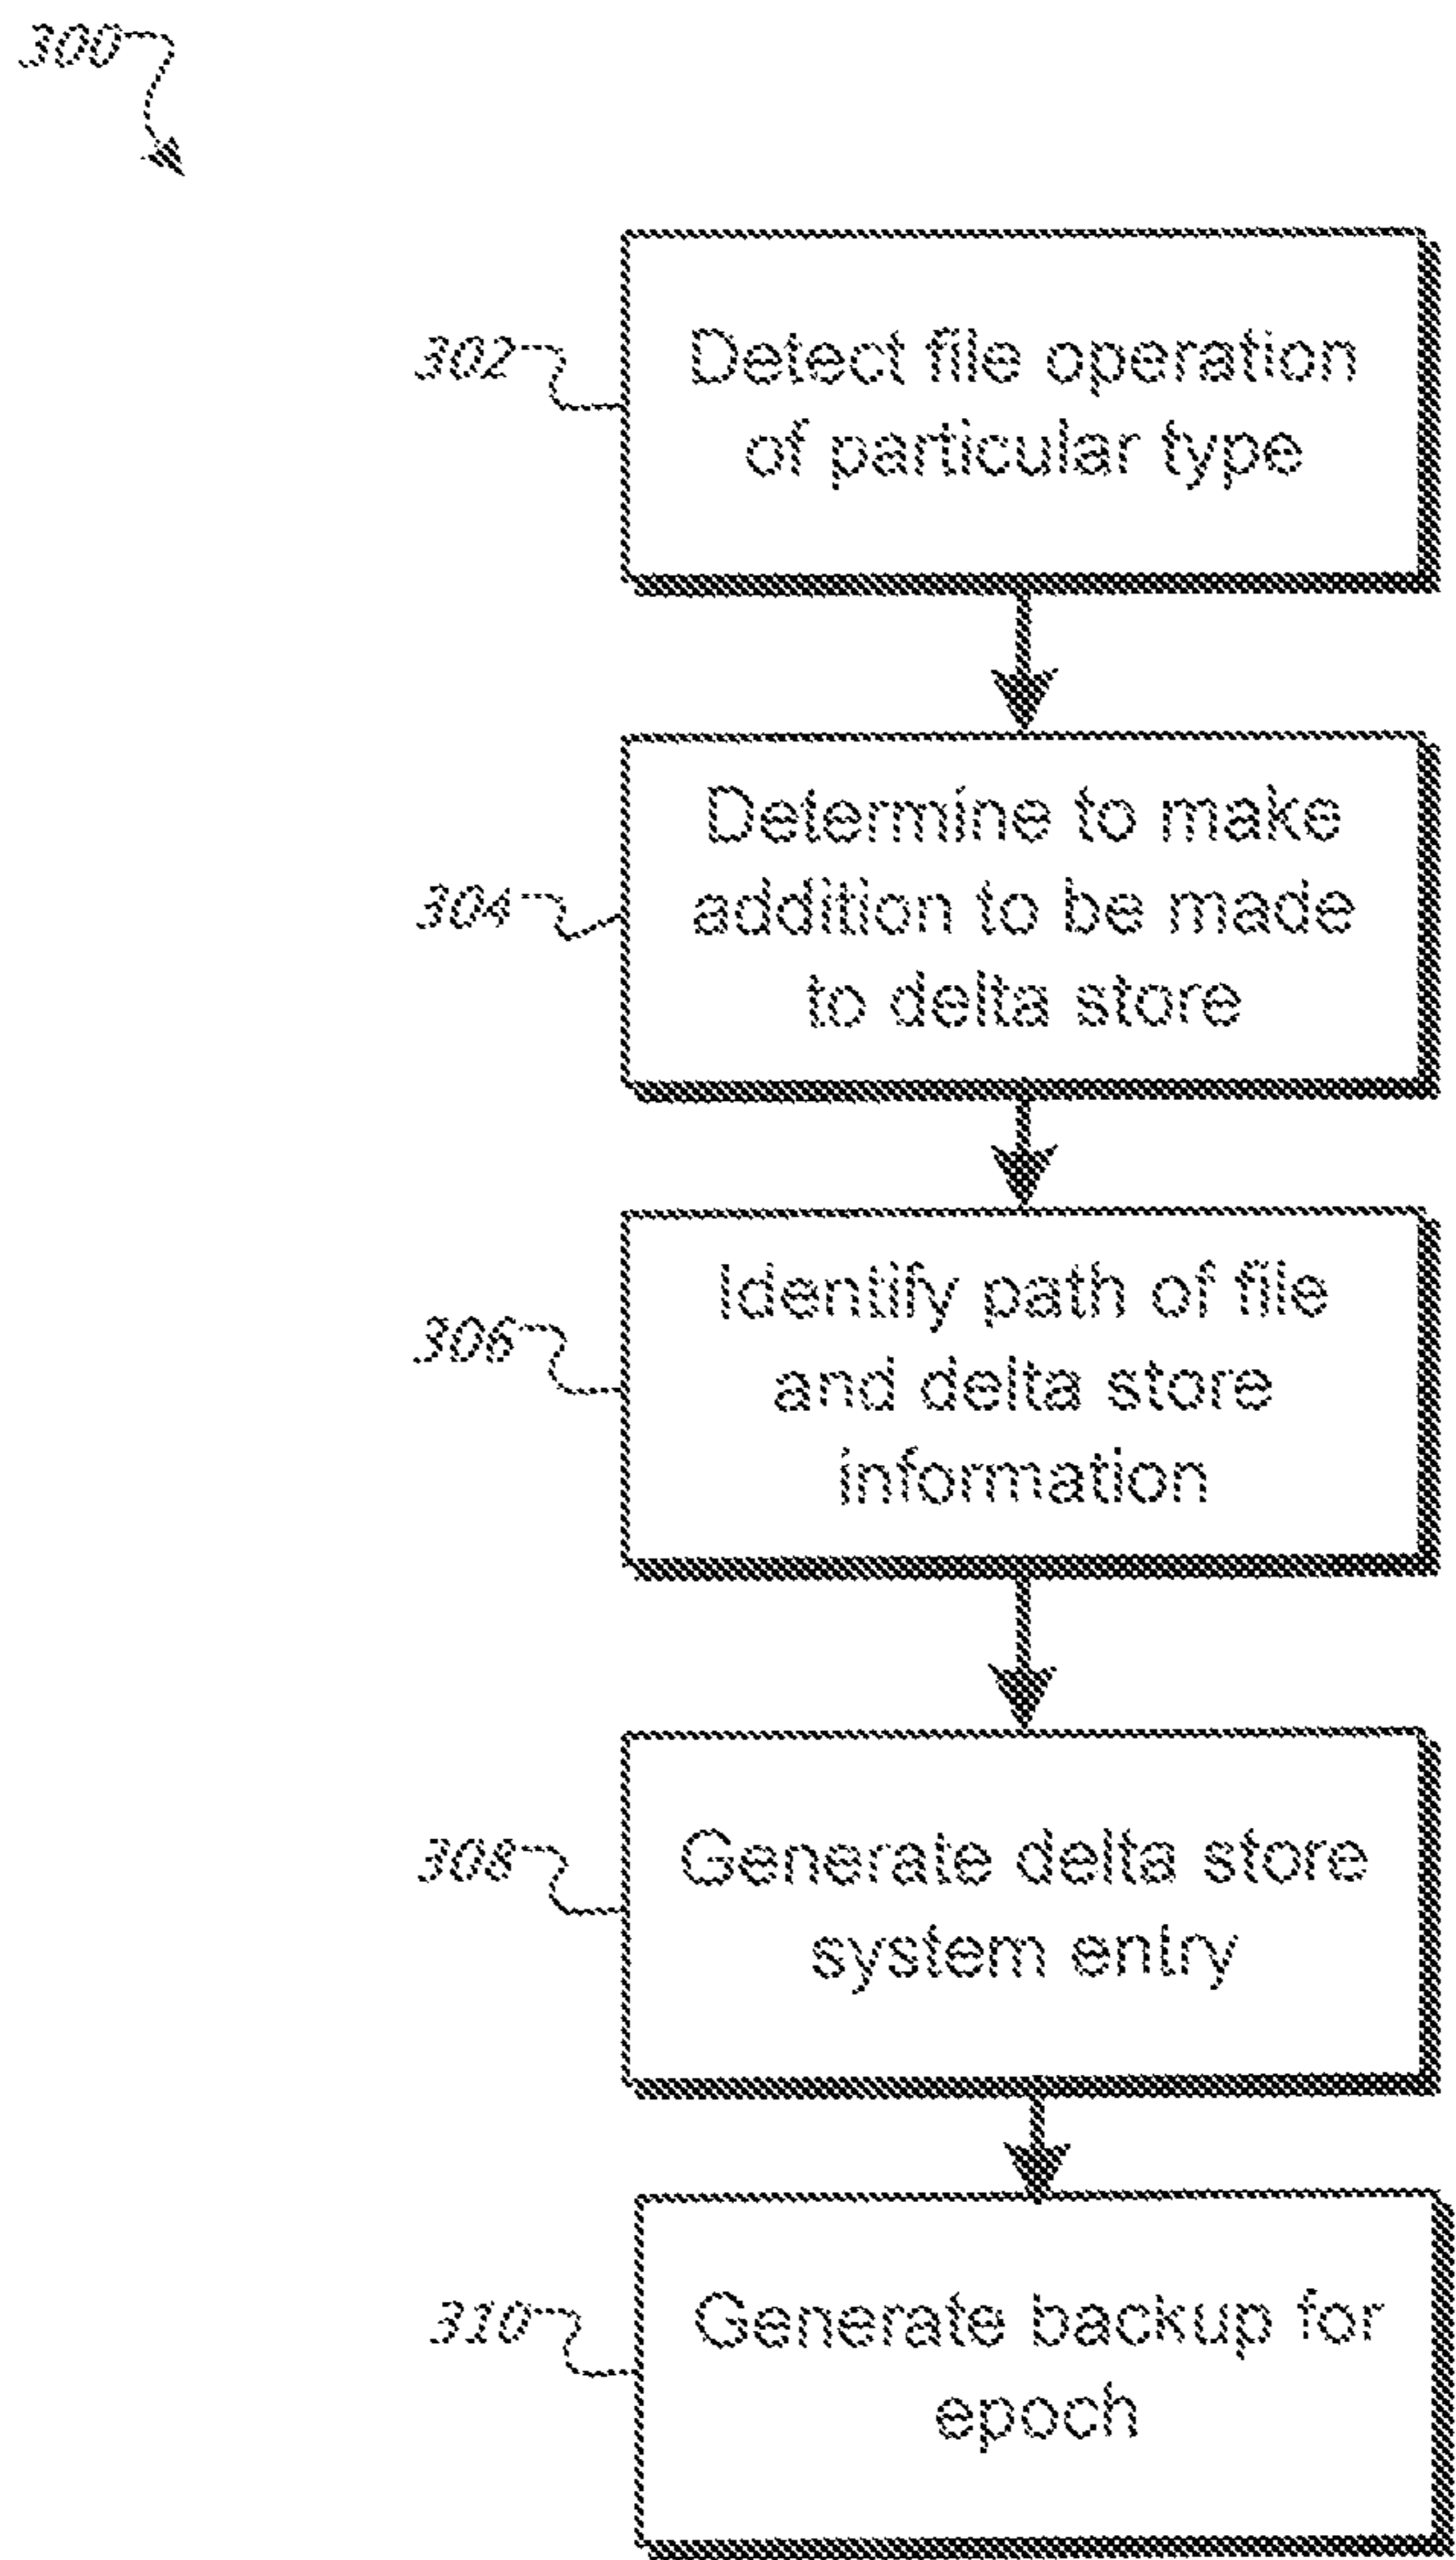 300
302
Detect file operation
of particular type
304
Determine to make
addition to be made
to delta store
306
Identify path of file
and delta store
information
308
Generate delta store
system entry
310
Generate backup for
epoch